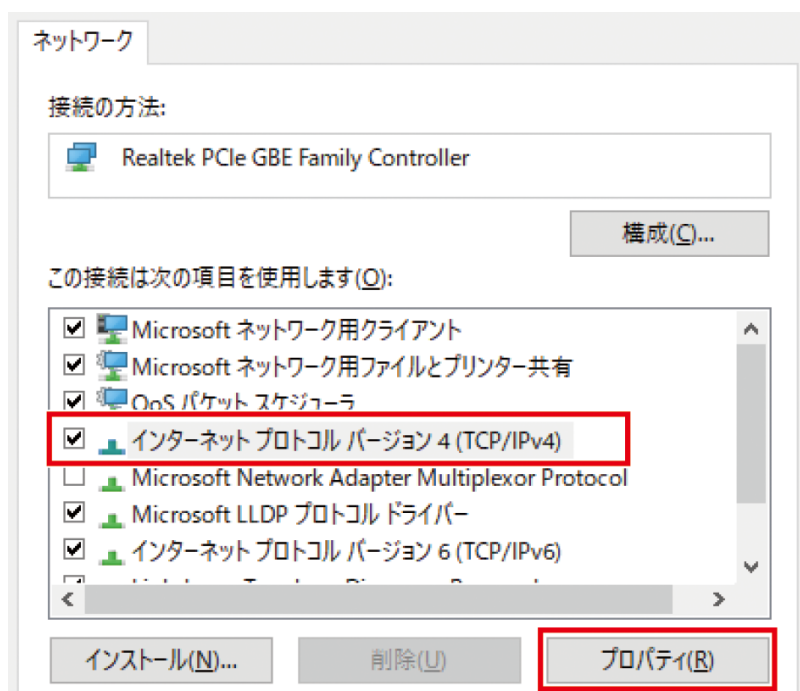 ネットワーク
接続の方法:
Realtek PCIe GBE Family Controller
構成(C)...
この接続は次の項目を使用します(O):
Microsoft ネットワーク用クライアント
Microsoft ネットワーク用ファイルとプリンター共有
QoS パケット スケジューラ
インターネット プロトコル バージョン 4 (TCP/IPv4)
Microsoft Network Adapter Multiplexor Protocol
Microsoft LLDP プロトコル ドライバー
インターネット プロトコル バージョン 6 (TCP/IPv6)
インストール(N)...
削除(U)
プロパティ(R)